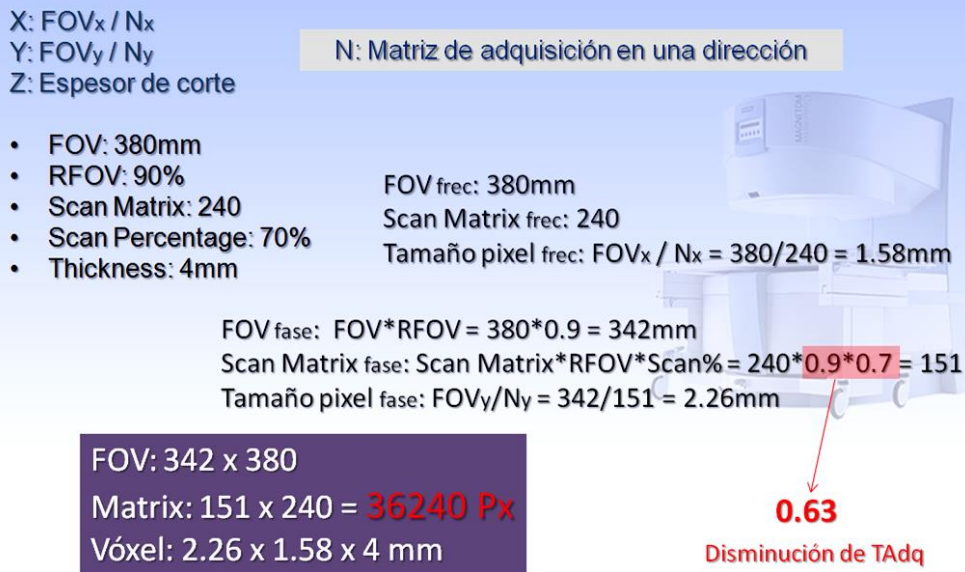 X: FOVx / Nx
Y: FOVy / Ny
Z: Espesor de corte
N: Matriz de adquisición en una dirección
• FOV: 380mm
• RFOV: 90%
• Scan Matrix: 240
• Scan Percentage: 70%
• Thickness: 4mm
FOV frec: 380mm
Scan Matrix frec: 240
Tamaño pixel frec: FOVx / Nx = 380/240 = 1.58mm
FOV fase: FOV*RFOV = 380*0.9 = 342mm
Scan Matrix fase: Scan Matrix*RFOV*Scan% = 240*0.9*0.7 = 151
Tamaño pixel fase: FOVy/Ny = 342/151 = 2.26mm
FOV: 342 x 380
Matrix: 151 x 240 = 36240 Px
Vóxel: 2.26 x 1.58 x 4 mm
0.63
Disminución de TAdq
MAGNETOM